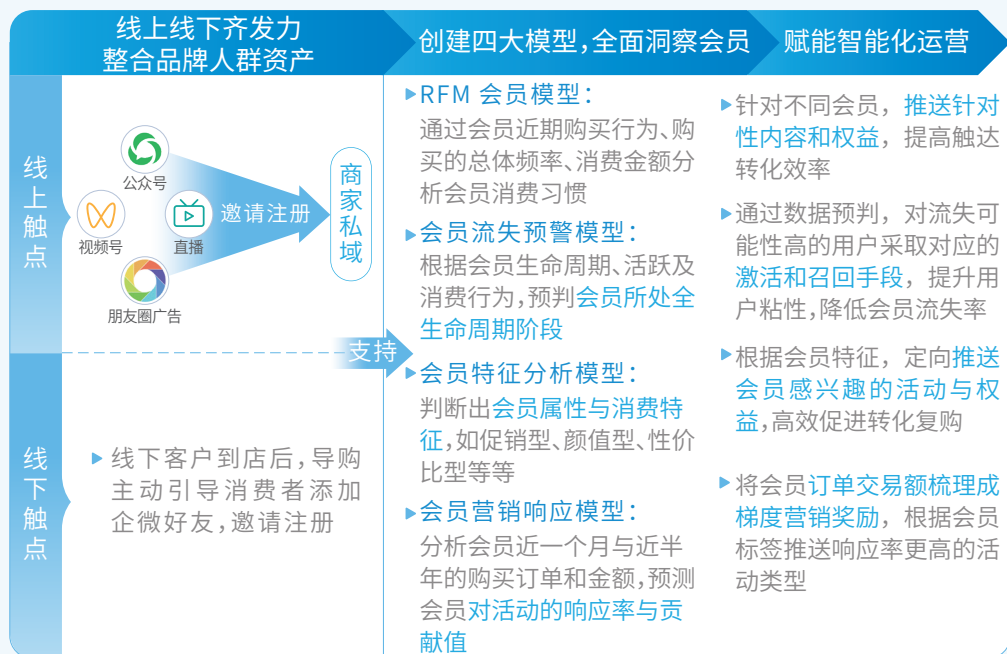 线上线下齐发力
整合品牌人群资产
创建四大模型,全面洞察会员
赋能智能化运营
线上触点
公众号
视频号
直播
朋友圈广告
邀请注册
商家私域
支持
线下触点
线下客户到店后，导购
主动引导消费者添加
企微好友，邀请注册
RFM 会员模型：
通过会员近期购买行为、购
买的总体频率、消费金额分
析会员消费习惯
会员流失预警模型：
根据会员生命周期、活跃及
消费行为,预判会员所处全
生命周期阶段
会员特征分析模型：
判断出会员属性与消费特
征,如促销型、颜值型、性价
比型等等
会员营销响应模型：
分析会员近一个月与近半
年的购买订单和金额,预测
会员对活动的响应率与贡
献值
针对不同会员，推送针对
性内容和权益，提高触达
转化效率
通过数据预判，对流失可
能性高的用户采取对应的
激活和召回手段，提升用
户粘性,降低会员流失率
根据会员特征，定向推送
会员感兴趣的活动与权
益,高效促进转化复购
将会员订单交易额梳理成
梯度营销奖励，根据会员
标签推送响应率更高的活
动类型